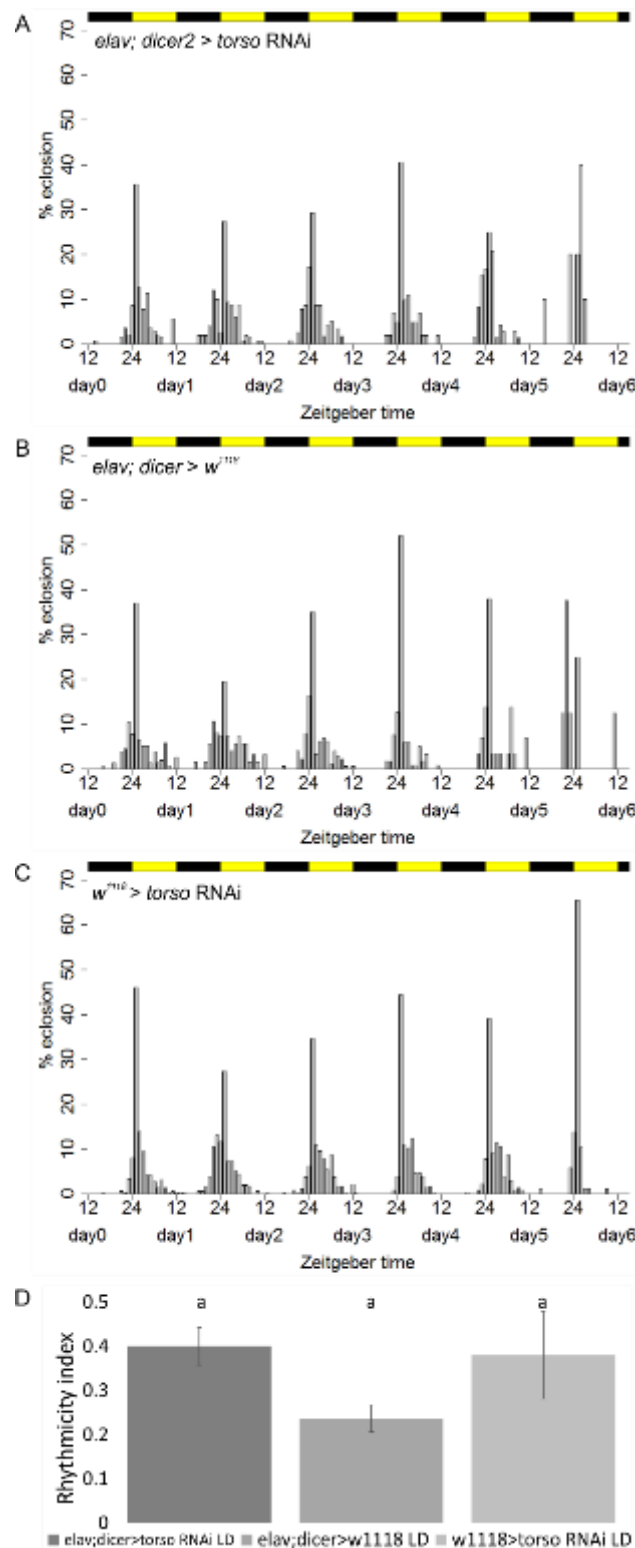 A
elav; dicer2 > torso RNAi
70
60
50
40
30
20
10
0
% eclosion
12 24 12 24 12 24 12 24 12 24 12 24 12
day0 day1 day2 day3 day4 day5 day6
Zeitgeber time
B
elav; dicer > w
70
60
50
40
30
20
10
0
% eclosion
12 24 12 24 12 24 12 24 12 24 12 24 12
day0 day1 day2 day3 day4 day5 day6
Zeitgeber time
C
w > torso RNAi
70
60
50
40
30
20
10
0
% eclosion
12 24 12 24 12 24 12 24 12 24 12 24 12
day0 day1 day2 day3 day4 day5 day6
Zeitgeber time
D
0.5
0.4
0.3
0.2
0.1
0
Rhythmicity index
a a a
elav;dicer>torso RNAi LD elav;dicer>w1118 LD w1118>torso RNAi LD